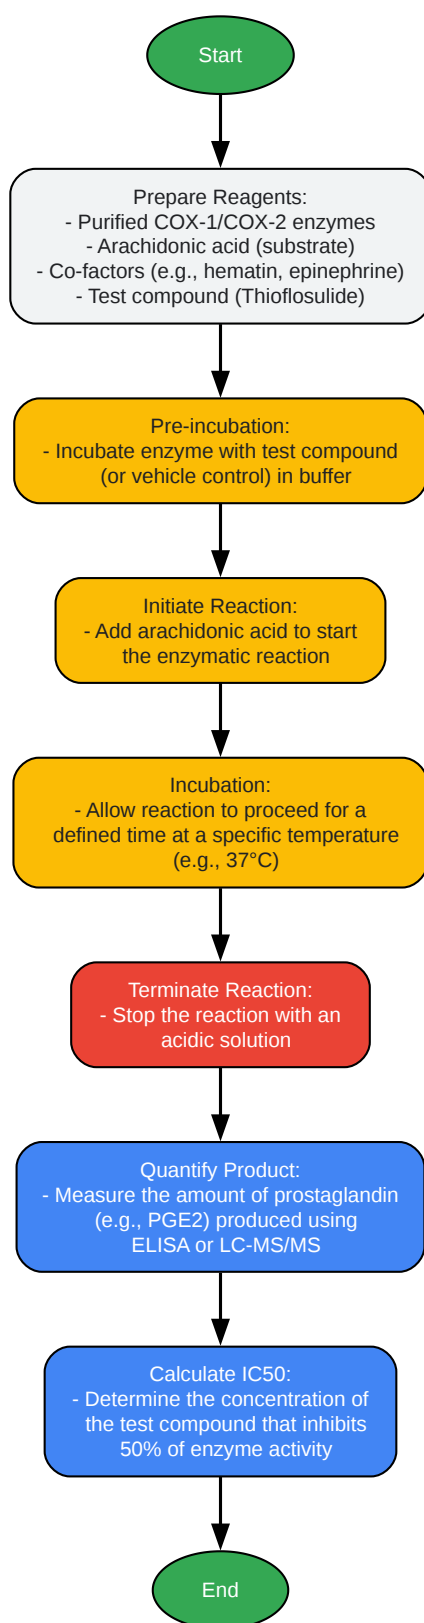 Start
Prepare Reagents:
- Purified COX-1/COX-2 enzymes
- Arachidonic acid (substrate)
- Co-factors (e.g., hematin, epinephrine)
- Test compound (Thioflosulide)
Pre-incubation:
- Incubate enzyme with test compound
(or vehicle control) in buffer
Initiate Reaction:
- Add arachidonic acid to start
the enzymatic reaction
Incubation:
- Allow reaction to proceed for a
defined time at a specific temperature
(e.g., 37°C)
Terminate Reaction:
- Stop the reaction with an
acidic solution
Quantify Product:
- Measure the amount of prostaglandin
(e.g., PGE2) produced using
ELISA or LC-MS/MS
Calculate IC50:
- Determine the concentration of
the test compound that inhibits
50% of enzyme activity
End